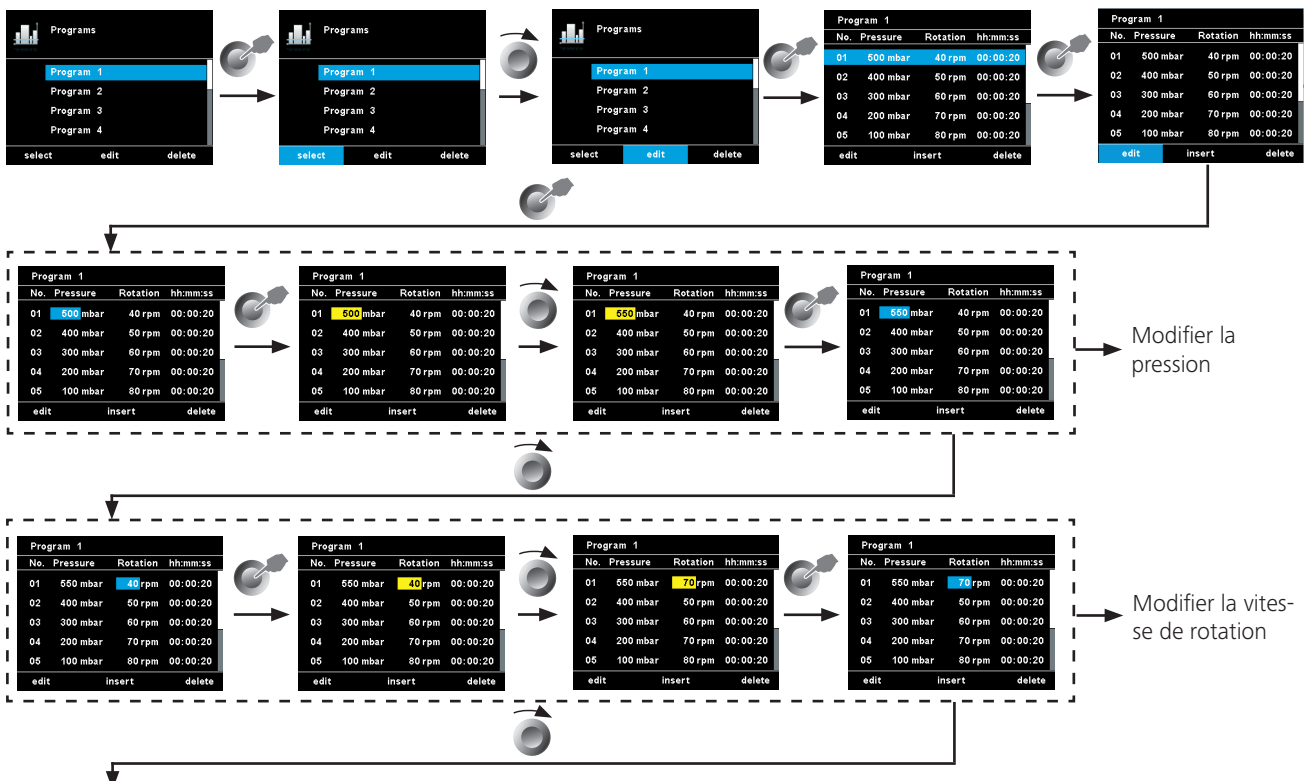 Programs
Program 1
Program 2
Program 3
Program 4
select edit delete
Programs
Program 1
Program 2
Program 3
Program 4
select edit delete
Programs
Program 1
Program 2
Program 3
Program 4
select edit delete
Program 1
No. Pressure Rotation hh:mm:ss
01 500 mbar 40 rpm 00:00:20
02 400 mbar 50 rpm 00:00:20
03 300 mbar 60 rpm 00:00:20
04 200 mbar 70 rpm 00:00:20
05 100 mbar 80 rpm 00:00:20
edit insert delete
Program 1
No. Pressure Rotation hh:mm:ss
01 500 mbar 40 rpm 00:00:20
02 400 mbar 50 rpm 00:00:20
03 300 mbar 60 rpm 00:00:20
04 200 mbar 70 rpm 00:00:20
05 100 mbar 80 rpm 00:00:20
edit insert delete
Program 1
No. Pressure Rotation hh:mm:ss
01 500 mbar 40 rpm 00:00:20
02 400 mbar 50 rpm 00:00:20
03 300 mbar 60 rpm 00:00:20
04 200 mbar 70 rpm 00:00:20
05 100 mbar 80 rpm 00:00:20
edit insert delete
Program 1
No. Pressure Rotation hh:mm:ss
01 500 mbar 40 rpm 00:00:20
02 400 mbar 50 rpm 00:00:20
03 300 mbar 60 rpm 00:00:20
04 200 mbar 70 rpm 00:00:20
05 100 mbar 80 rpm 00:00:20
edit insert delete
Program 1
No. Pressure Rotation hh:mm:ss
01 550 mbar 40 rpm 00:00:20
02 400 mbar 50 rpm 00:00:20
03 300 mbar 60 rpm 00:00:20
04 200 mbar 70 rpm 00:00:20
05 100 mbar 80 rpm 00:00:20
edit insert delete
Program 1
No. Pressure Rotation hh:mm:ss
01 550 mbar 40 rpm 00:00:20
02 400 mbar 50 rpm 00:00:20
03 300 mbar 60 rpm 00:00:20
04 200 mbar 70 rpm 00:00:20
05 100 mbar 80 rpm 00:00:20
edit insert delete
Modifier la
pression
Program 1
No. Pressure Rotation hh:mm:ss
01 550 mbar 40 rpm 00:00:20
02 400 mbar 50 rpm 00:00:20
03 300 mbar 60 rpm 00:00:20
04 200 mbar 70 rpm 00:00:20
05 100 mbar 80 rpm 00:00:20
edit insert delete
Program 1
No. Pressure Rotation hh:mm:ss
01 550 mbar 40 rpm 00:00:20
02 400 mbar 50 rpm 00:00:20
03 300 mbar 60 rpm 00:00:20
04 200 mbar 70 rpm 00:00:20
05 100 mbar 80 rpm 00:00:20
edit insert delete
Program 1
No. Pressure Rotation hh:mm:ss
01 550 mbar 70 rpm 00:00:20
02 400 mbar 50 rpm 00:00:20
03 300 mbar 60 rpm 00:00:20
04 200 mbar 70 rpm 00:00:20
05 100 mbar 80 rpm 00:00:20
edit insert delete
Program 1
No. Pressure Rotation hh:mm:ss
01 550 mbar 70 rpm 00:00:20
02 400 mbar 50 rpm 00:00:20
03 300 mbar 60 rpm 00:00:20
04 200 mbar 70 rpm 00:00:20
05 100 mbar 80 rpm 00:00:20
edit insert delete
Modifier la vites-
se de rotation